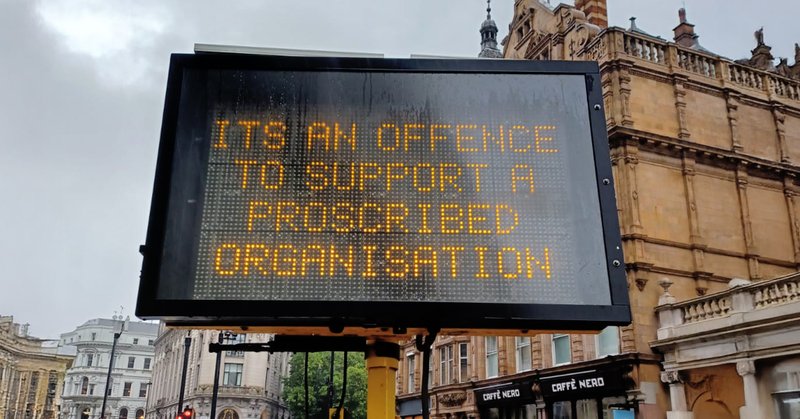 ITS AN OFFENCE
TO SUPPORT A
PROSCRIBED
ORGANISATION
CAFFÈ NERO
CAFFÈ NERO